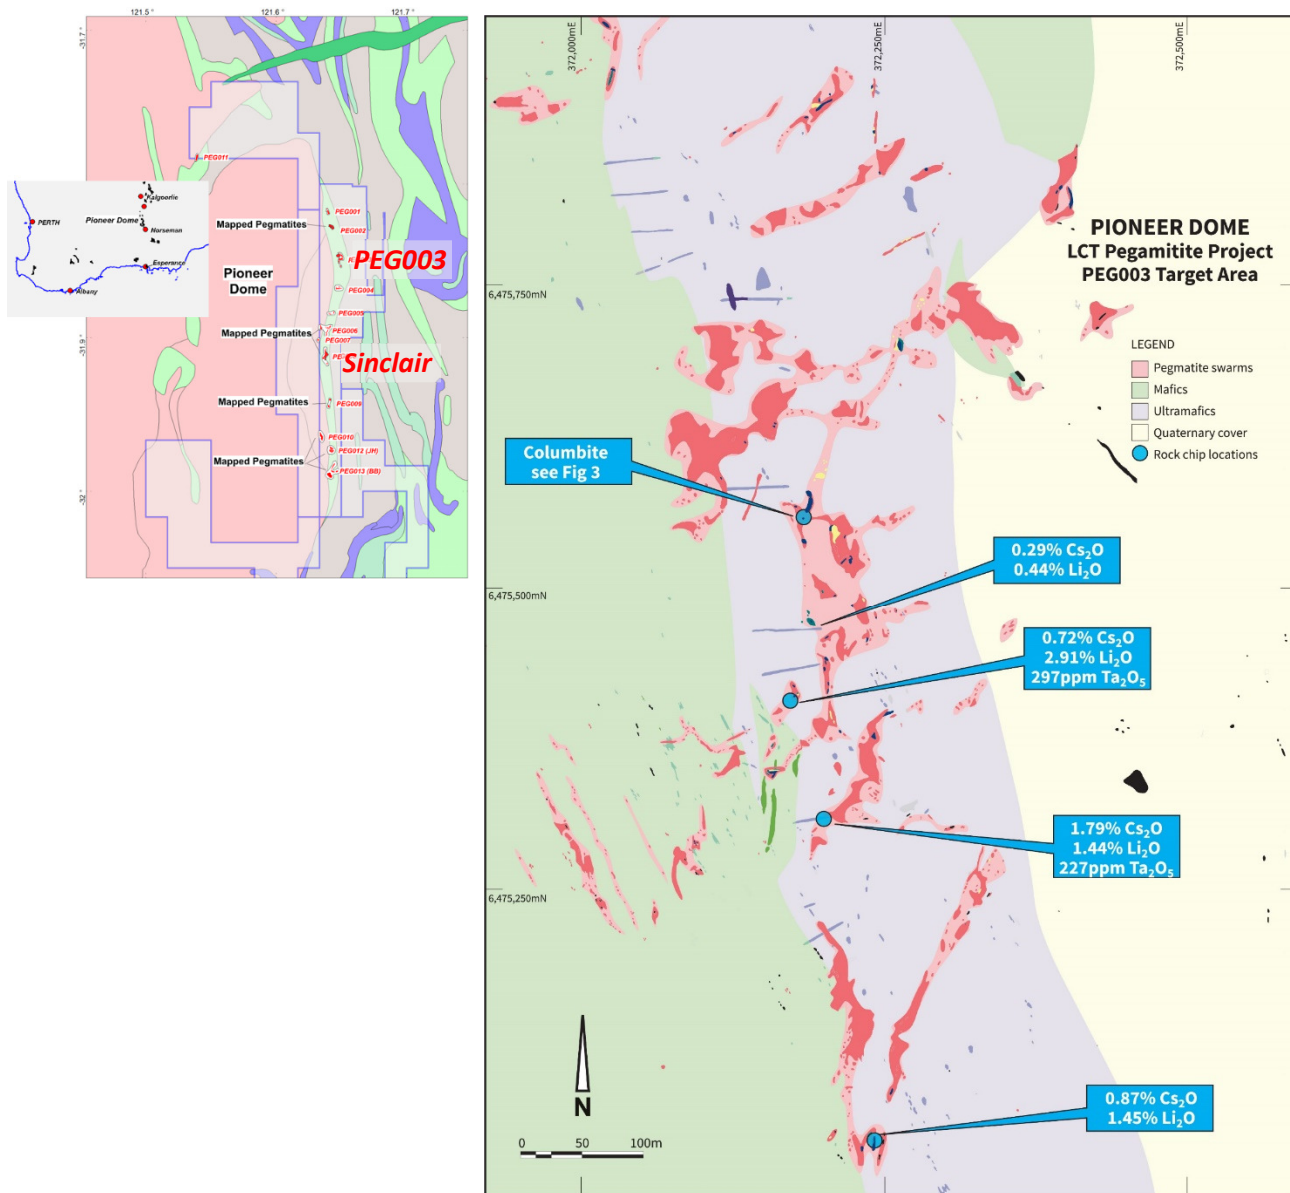 121.5 °
121.6 °
121.7 °
-31.7 °
-31.9 °
-32 °
PEG011
PEG001
Mapped Pegmatites
PEG002
PEG003
Pioneer
Dome
PEG004
PEG005
Mapped Pegmatites
PEG006
PEG007
Sinclair
Mapped Pegmatites
PEG009
PEG010
PEG012 (JH)
Mapped Pegmatites
PEG013 (BB)
Kalgoorlie
PERTH
Pioneer Dome
Norseman
Esperance
Albany
372,000mE
372,250mE
372,500mE
6,475,750mN
6,475,500mN
6,475,250mN
PIONEER DOME
LCT Pegamitite Project
PEG003 Target Area
LEGEND
Pegmatite swarms
Mafics
Ultramafics
Quaternary cover
Rock chip locations
Columbite
see Fig 3
0.29% Cs₂O
0.44% Li₂O
0.72% Cs₂O
2.91% Li₂O
297ppm Ta₂O₅
1.79% Cs₂O
1.44% Li₂O
227ppm Ta₂O₅
0.87% Cs₂O
1.45% Li₂O
N
0 50 100m